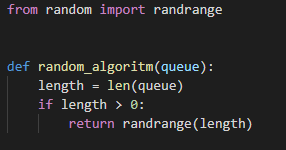 from random import randrange
def random_algoritm(queue):
    length = len(queue)
    if length > 0:
        return randrange(length)